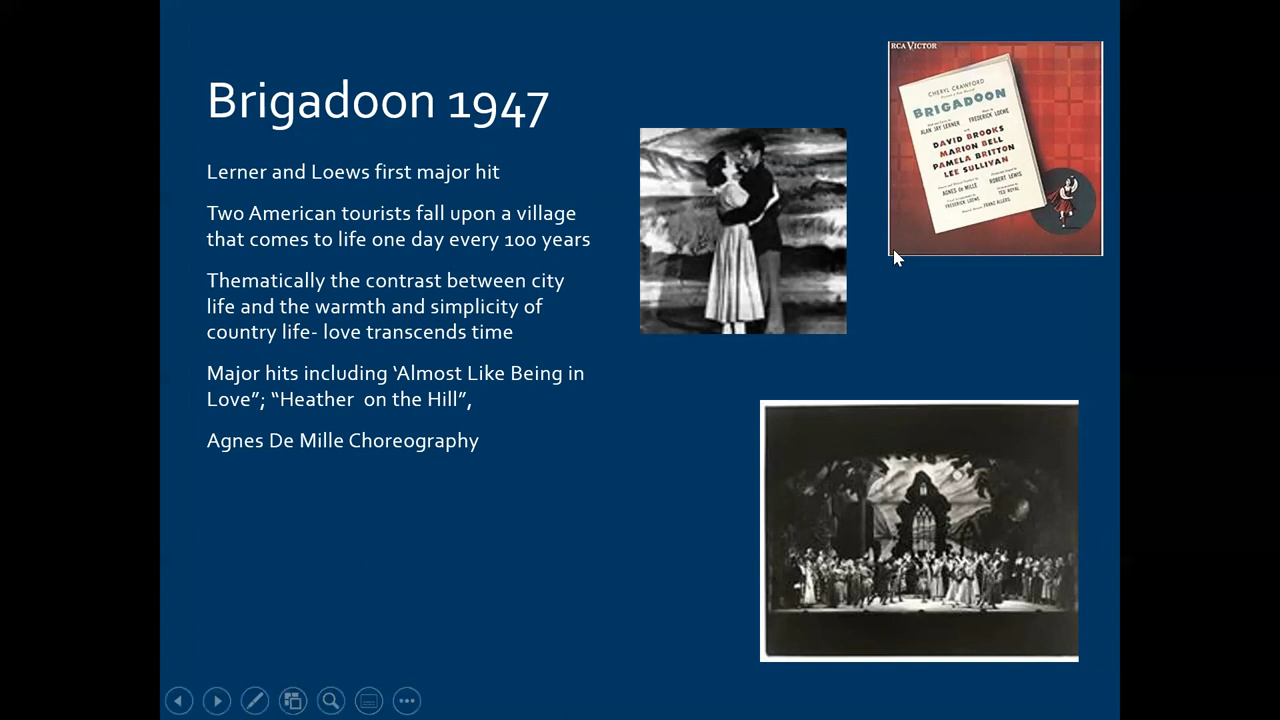 Brigadoon 1947
Lerner and Loews first major hit
Two American tourists fall upon a village
that comes to life one day every 100 years
Thematically the contrast between city
life and the warmth and simplicity of
country life- love transcends time
Major hits including ‘Almost Like Being in
Love”; “Heather  on the Hill”,
Agnes De Mille Choreography
RCA VICTOR
CHERYL CRAWFORD
BRIGADOON
ALAN JAY LERNER FREDERICK LOEWE
DAVID BROOKS
MARION BELL
PAMELA BRITTON
LEE SULLIVAN
AGNES de MILLE ROBERT LEWIS
FREDERICK LOEWE TED ROYAL
FRANZ ALLERS